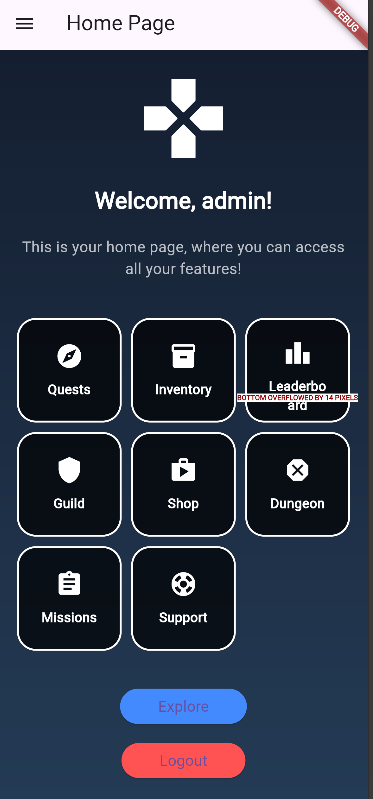 Home Page
DEBUG
Welcome, admin!
This is your home page, where you can access
all your features!
Quests
Inventory
Leaderbo
BOTTOM OVERFLOWED BY 14 PIXELS
ard
Guild
Shop
Dungeon
Missions
Support
Explore
Logout